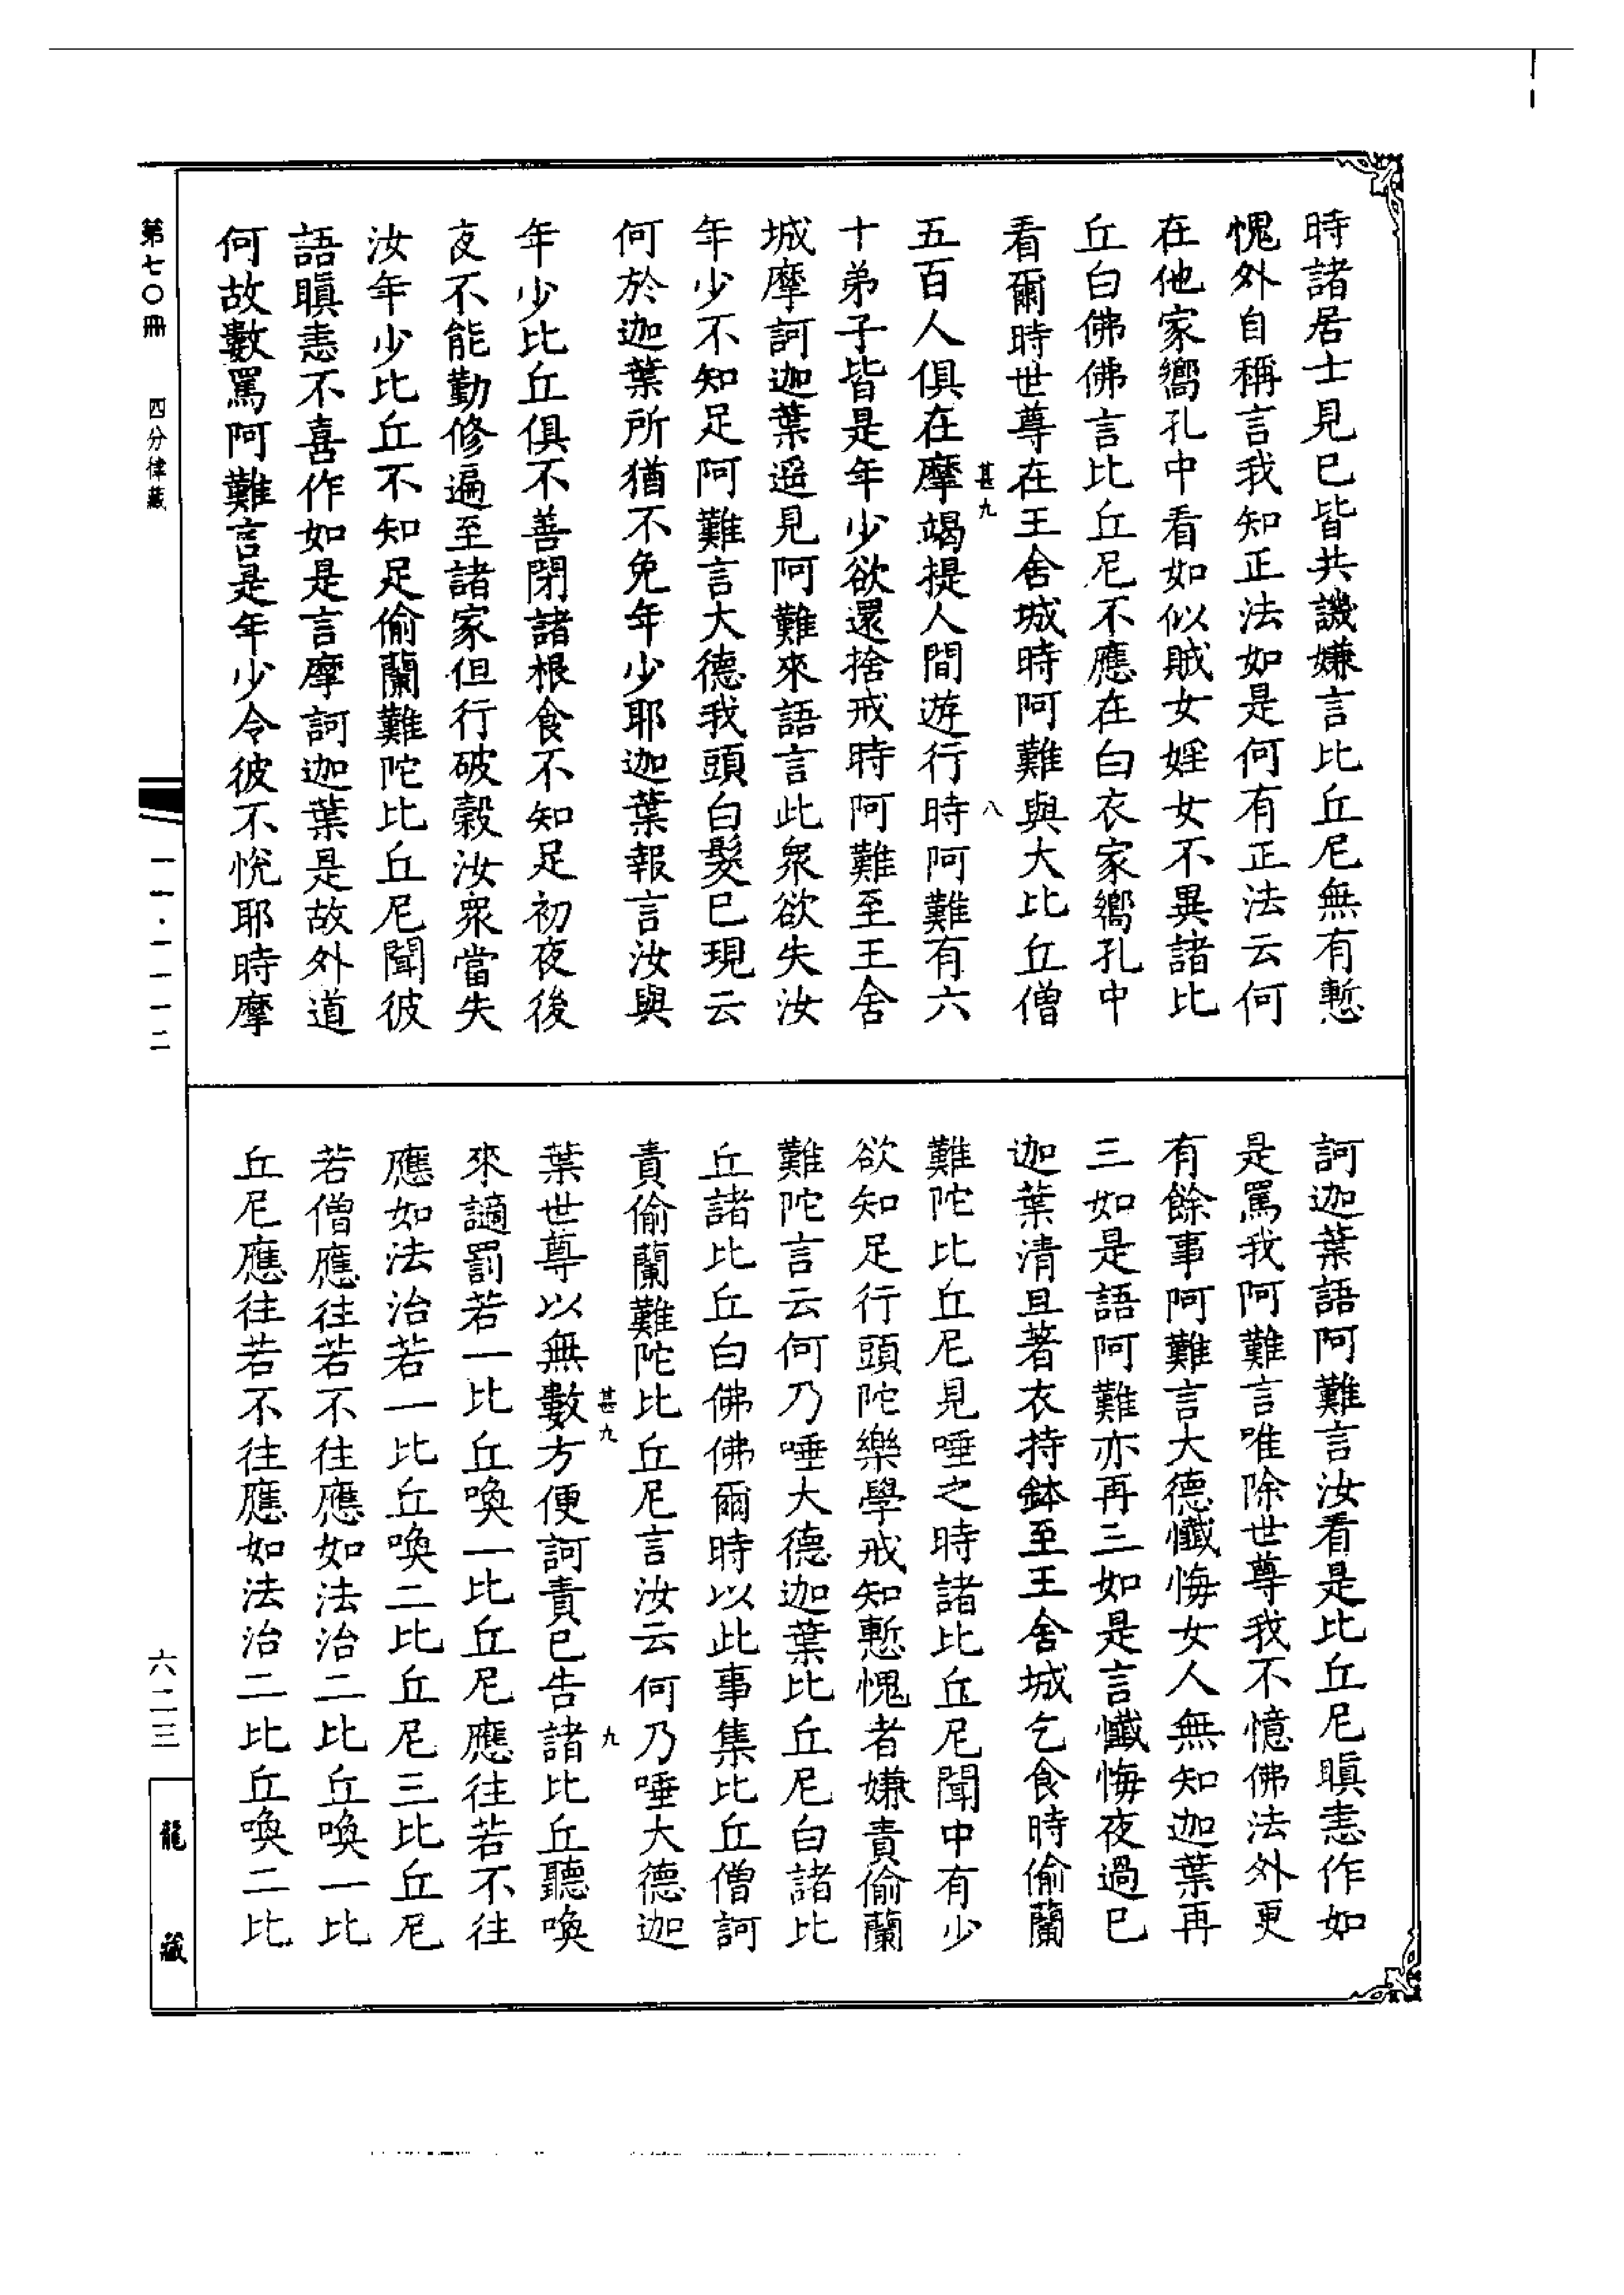 時諸居士見已皆共譏嫌言比丘尼無有慙
愧外自稱言我知正法如是何有正法云何
在他家嚮孔中看如似賊女婬女不異諸比
丘白佛佛言比丘尼不應在白衣家嚮孔中
看爾時世尊在王舍城時阿難與大比丘僧
甚九
八
五百人俱在摩竭提人間遊行時阿難有六
十弟子皆是年少欲還捨戒時阿難至王舍
城摩訶迦葉遥見阿難來語言此衆欲失汝
年少不知足阿難言大德我頭白髮已現云
何於迦葉所猶不免年少耶迦葉報言汝與
年少比丘俱不善閉諸根食不知足初夜後
夜不能勤修遍至諸家但行破穀汝衆當失
汝年少比丘不知足偷蘭難陀比丘尼聞彼
語瞋恚不喜作如是言摩訶迦葉是故外道
何故數罵阿難言是年少令彼不悅耶時摩
訶迦葉語阿難言汝看是比丘尼瞋恚作如
是罵我阿難言唯除世尊我不憶佛法外更
有餘事阿難言大德懺悔女人無知迦葉再
三如是語阿難亦再三如是言懺悔夜過已
迦葉清旦著衣持鉢至王舍城乞食時偷蘭
難陀比丘尼見唾之時諸比丘尼聞中有少
欲知足行頭陀樂學戒知慙愧者嫌責偷蘭
難陀言云何乃唾大德迦葉比丘尼白諸比
丘諸比丘白佛佛爾時以此事集比丘僧訶
責偷蘭難陀比丘尼言汝云何乃唾大德迦
甚九
九
葉世尊以無數方便訶責已告諸比丘聽喚
來讁罰若一比丘喚一比丘尼應往若不往
應如法治若一比丘喚二比丘尼三比丘尼
若僧應往若不往應如法治二比丘喚一比
丘尼應往若不往應如法治二比丘喚二比
第七〇冊
四分律藏
一一·一一一二
六二三
龍藏